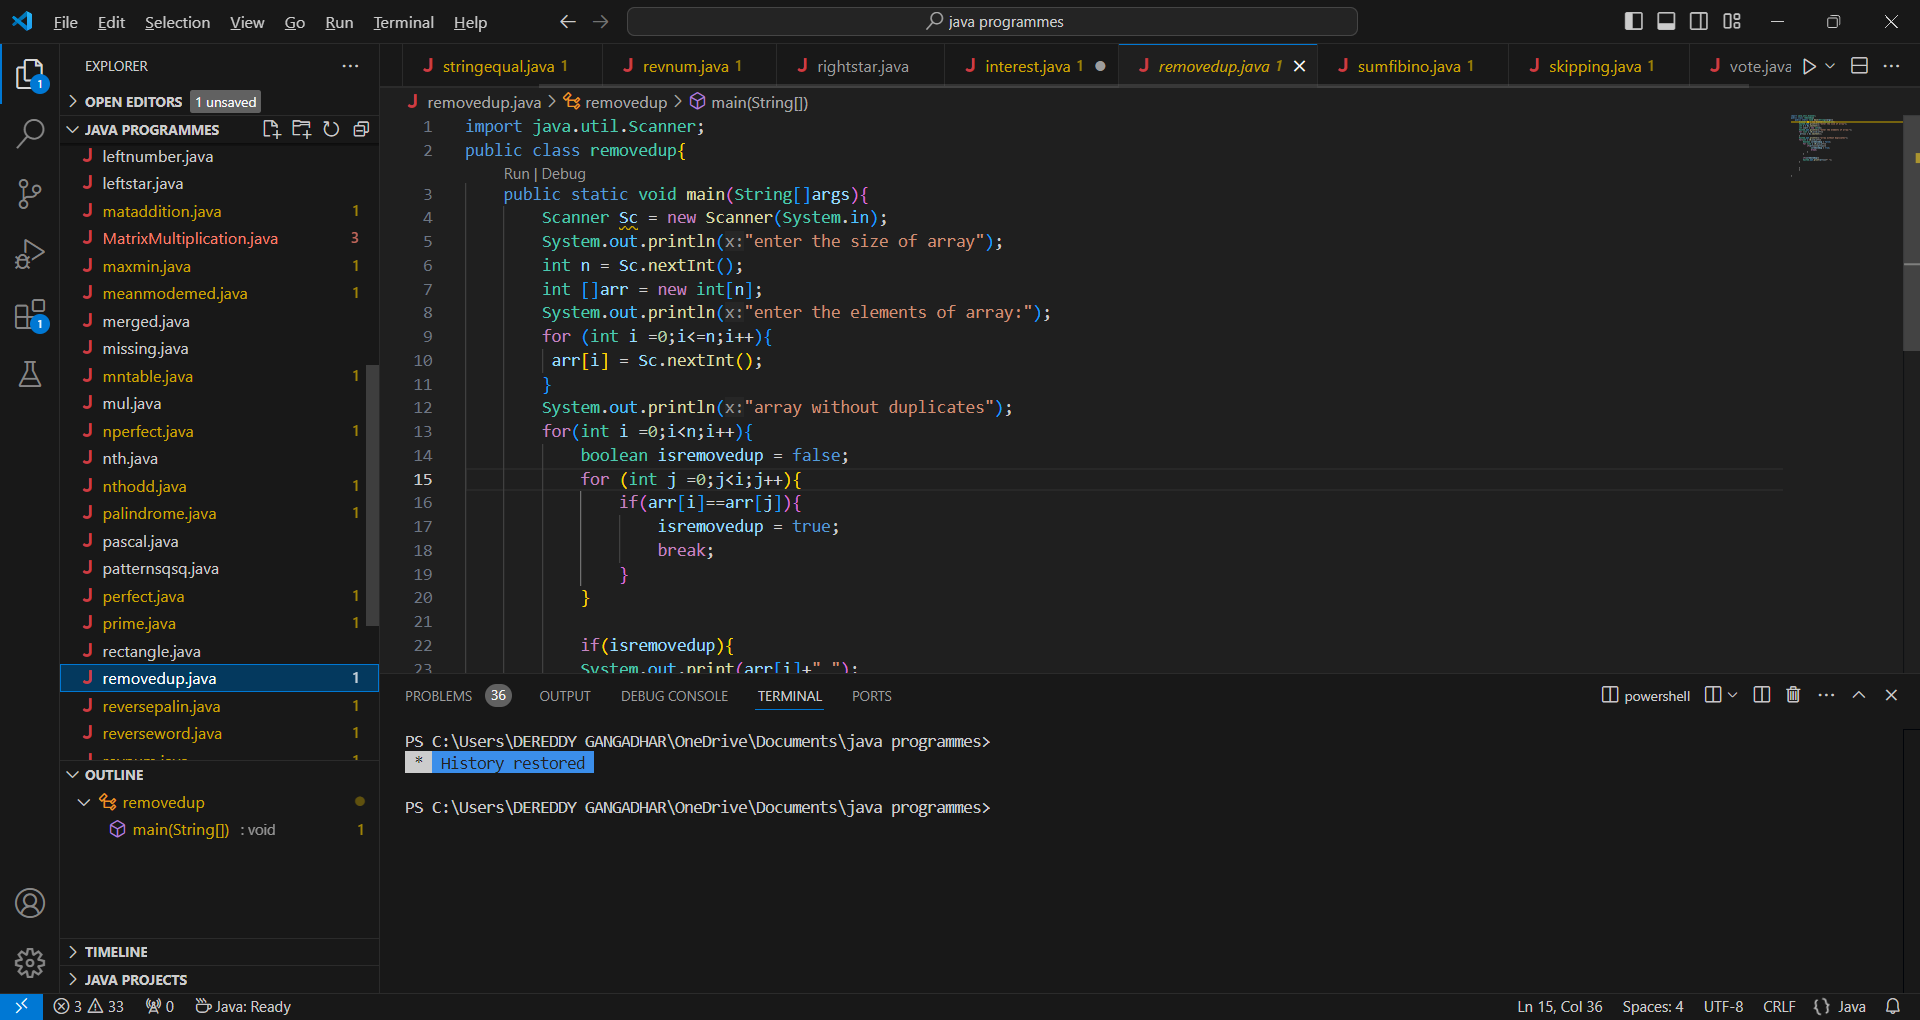 File Edit Selection View Go Run Terminal Help
java programmes
EXPLORER
OPEN EDITORS 1 unsaved
JAVA PROGRAMMES
leftnumber.java
leftstar.java
mataddition.java 1
MatrixMultiplication.java 3
maxmin.java 1
meanmodemed.java 1
merged.java
missing.java
mntable.java 1
mul.java
nperfect.java 1
nth.java
nthodd.java 1
palindrome.java 1
pascal.java
patternsqsq.java
perfect.java 1
prime.java 1
rectangle.java
removedup.java 1
reversepalin.java 1
reverseword.java 1
OUTLINE
removedup
main(String[]) : void 1
TIMELINE
JAVA PROJECTS
stringequal.java 1
revnum.java 1
rightstar.java
interest.java 1
removedup.java 1
sumfibino.java 1
skipping.java 1
vote.java
removedup.java > removedup > main(String[])
1 import java.util.Scanner;
2 public class removedup{
Run | Debug
3 public static void main(String[]args){
4 Scanner Sc = new Scanner(System.in);
5 System.out.println(x:"enter the size of array");
6 int n = Sc.nextInt();
7 int []arr = new int[n];
8 System.out.println(x:"enter the elements of array:");
9 for (int i =0;i<=n;i++){
10 arr[i] = Sc.nextInt();
11 }
12 System.out.println(x:"array without duplicates");
13 for(int i =0;i<n;i++){
14 boolean isremovedup = false;
15 for (int j =0;j<i;j++){
16 if(arr[i]==arr[j]){
17 isremovedup = true;
18 break;
19 }
20 }
21
22 if(isremovedup){
23 System.out.print(arr[i]+" ");
PROBLEMS 36 OUTPUT DEBUG CONSOLE TERMINAL PORTS
powershell
PS C:\Users\DEREDDY GANGADHAR\OneDrive\Documents\java programmes>
* History restored
PS C:\Users\DEREDDY GANGADHAR\OneDrive\Documents\java programmes>
3 33 0 Java: Ready
Ln 15, Col 36 Spaces: 4 UTF-8 CRLF {} Java